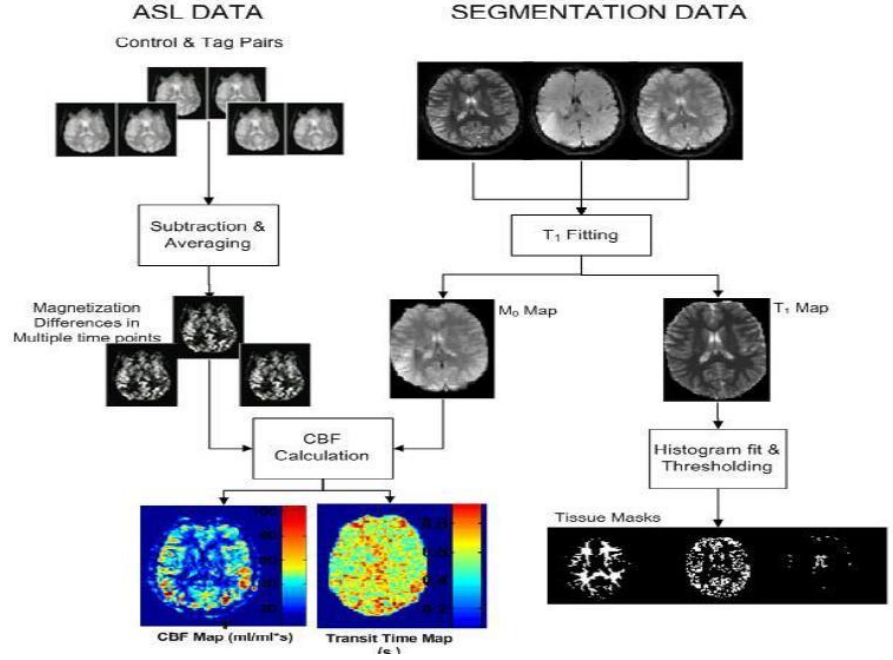 ASL DATA
SEGMENTATION DATA
Control & Tag Pairs
Subtraction &
Averaging
T₁ Fitting
Magnetization
Differences in
Multiple time points
M₀ Map
T₁ Map
CBF
Calculation
Histogram fit &
Thresholding
Tissue Masks
CBF Map (ml/ml*s)
Transit Time Map
(s.)